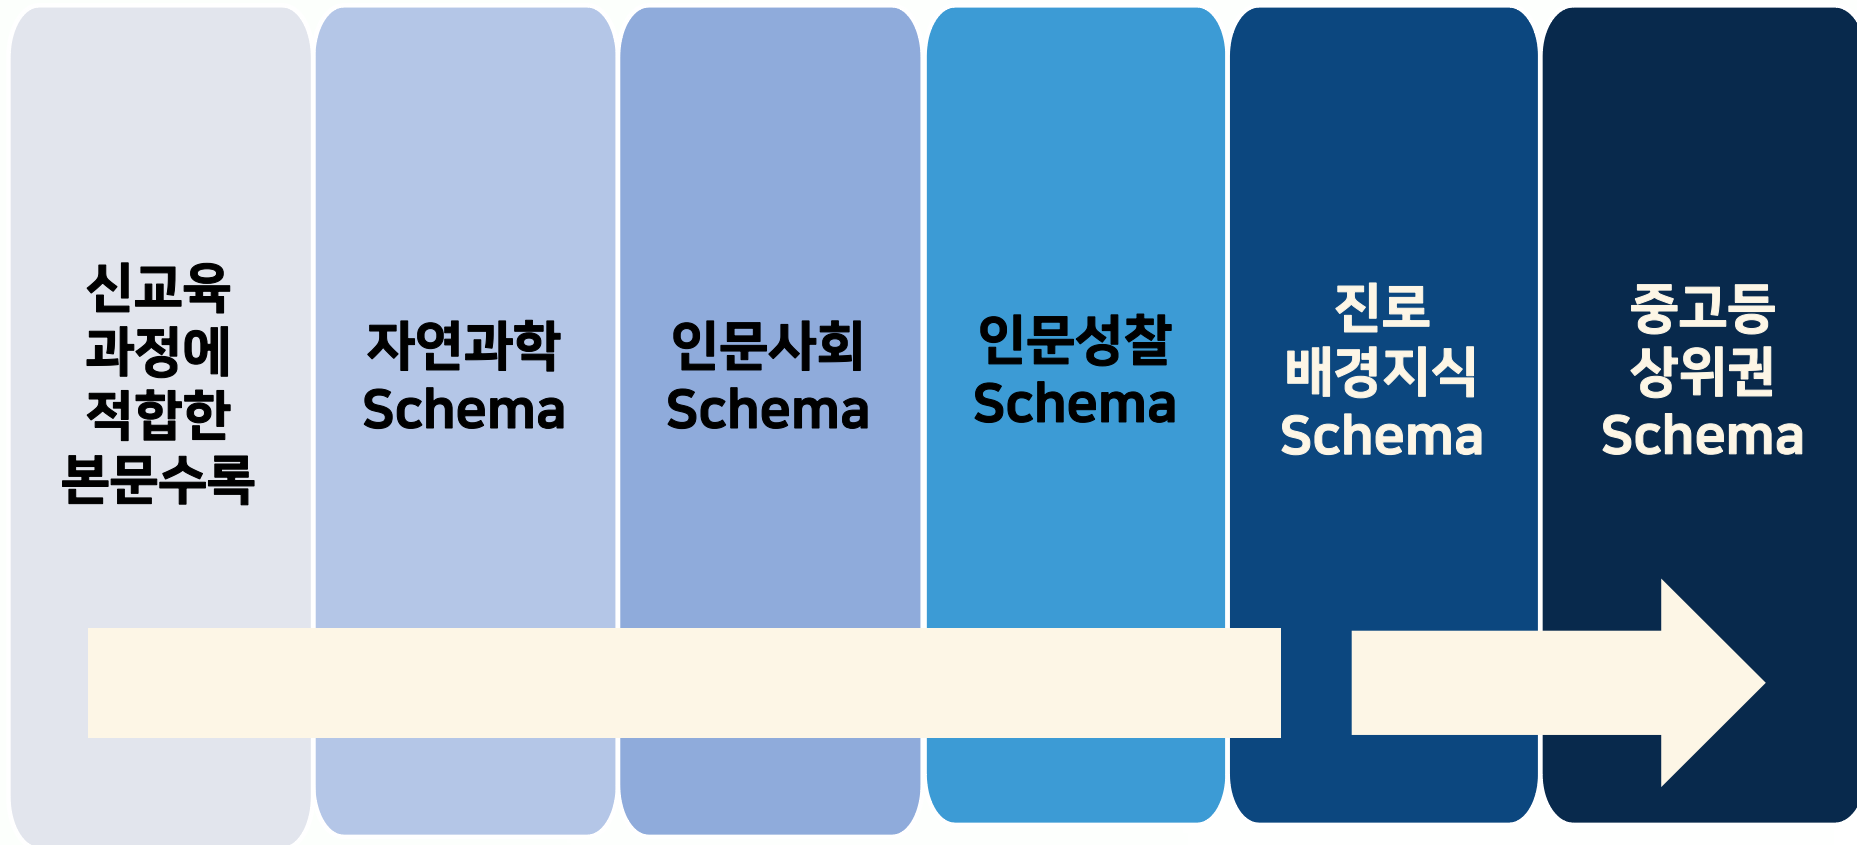 신교육
과정에
적합한
본문수록
자연과학
Schema
인문사회
Schema
인문성찰
Schema
진로
배경지식
Schema
중고등
상위권
Schema